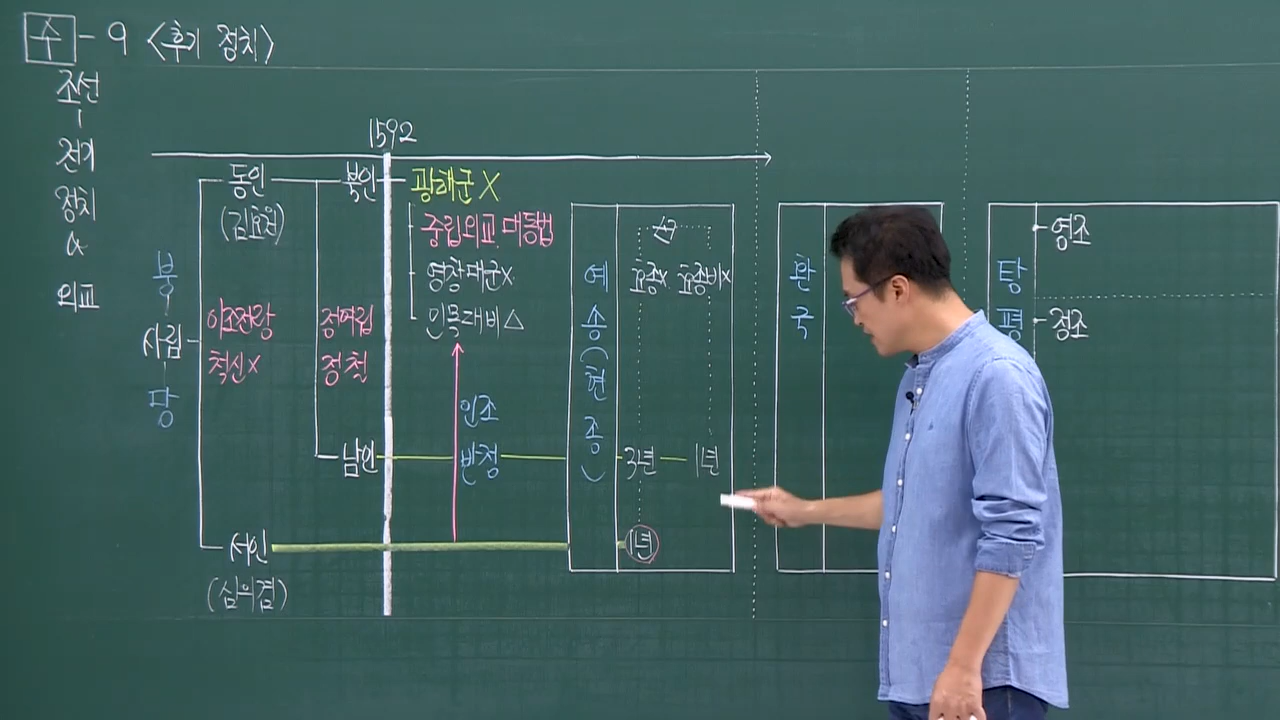 수 - 9 <후기 정치>
조선
전기
정치
&
외교
1592
붕
당
사림
동인
(김효원)
이조전랑
척신X
서인
(심의겸)
북인
정여립
정철
남인
광해군 X
중립외교, 대동법
영창대군X
인목대비△
인조
반정
예송(현종)
효종X 효종비X
3년 1년
1년
환국
탕평
영조
정조